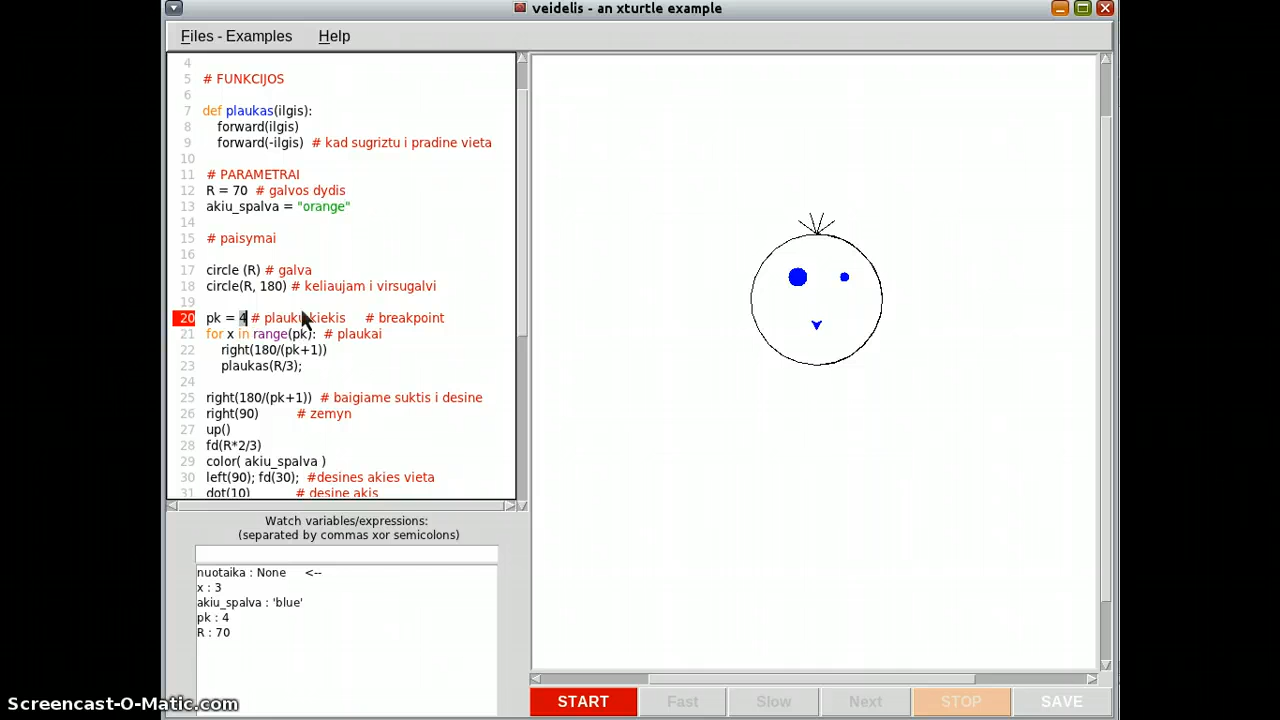 veidelis - an xturtle example
Files - Examples Help
4
5 # FUNKCIJOS
6
7 def plaukas(ilgis):
8 forward(ilgis)
9 forward(-ilgis) # kad sugriztu i pradine vieta
10
11 # PARAMETRAI
12 R = 70 # galvos dydis
13 akiu_spalva = "orange"
14
15 # paisymai
16
17 circle (R) # galva
18 circle(R, 180) # keliaujam i virsugalvi
19
20 pk = 4 # plauku kiekis # breakpoint
21 for x in range(pk): # plaukai
22 right(180/(pk+1))
23 plaukas(R/3);
24
25 right(180/(pk+1)) # baigiame suktis i desine
26 right(90) # zemyn
27 up()
28 fd(R*2/3)
29 color( akiu_spalva )
30 left(90); fd(30); #desines akies vieta
31 dot(10) # desine akis
Watch variables/expressions:
(separated by commas xor semicolons)
nuotaika : None <--
x : 3
akiu_spalva : 'blue'
pk : 4
R : 70
START Fast Slow Next STOP SAVE
Screencast-O-Matic.com